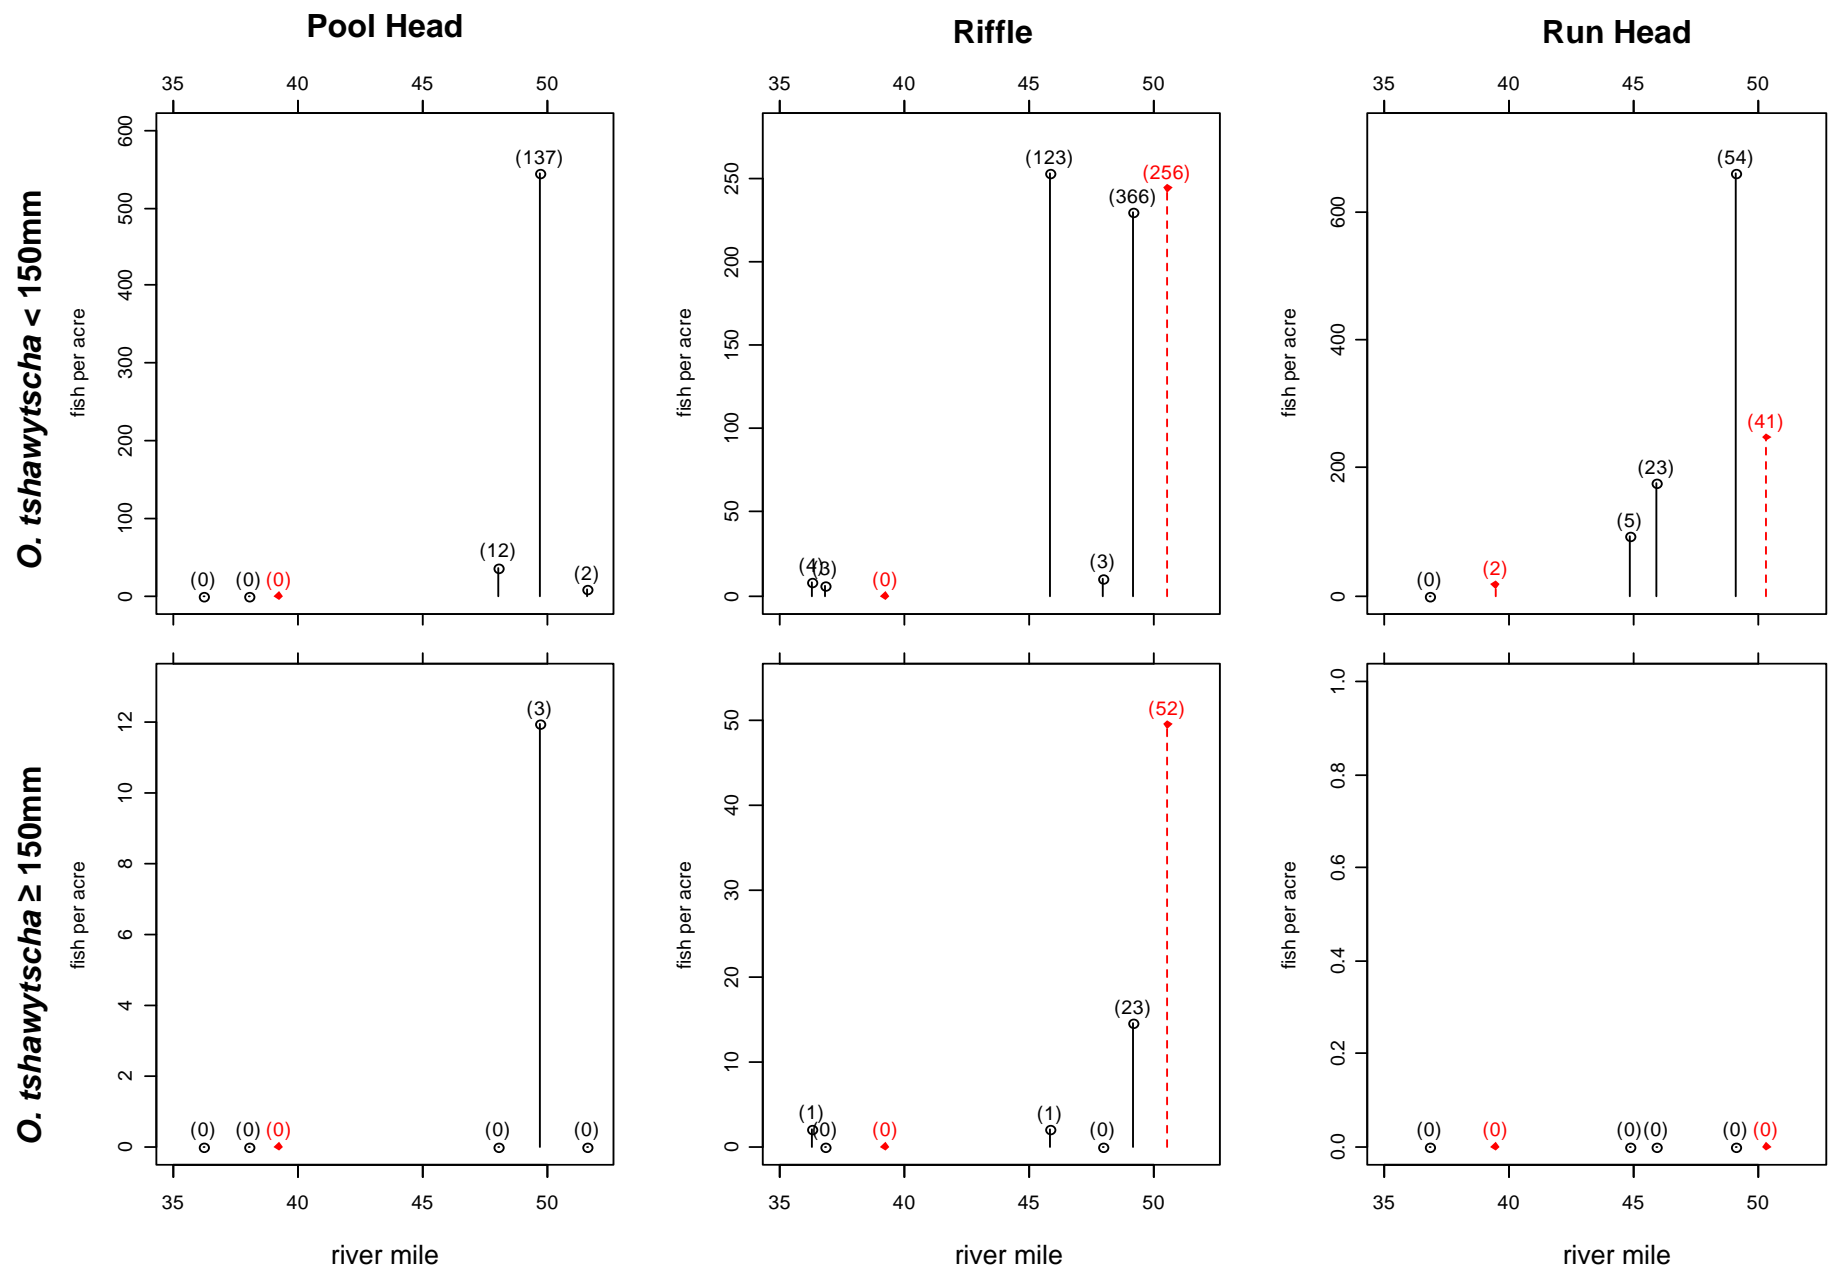 Pool Head
Riffle
Run Head
35 40 45 50
35 40 45 50
35 40 45 50
O. tshawytscha < 150mm
fish per acre
0 100 200 300 400 500 600
(0) (0) (0) (12) (137) (2)
fish per acre
0 50 100 150 200 250
(4) (3) (0) (123) (3) (366) (256)
fish per acre
0 200 400 600
(0) (2) (5) (23) (54) (41)
O. tshawytscha ≥ 150mm
fish per acre
0 2 4 6 8 10 12
(0) (0) (0) (0) (3) (0)
fish per acre
0 10 20 30 40 50
(1) (0) (0) (1) (0) (23) (52)
fish per acre
0.0 0.2 0.4 0.6 0.8 1.0
(0) (0) (0) (0) (0) (0)
35 40 45 50
35 40 45 50
35 40 45 50
river mile
river mile
river mile